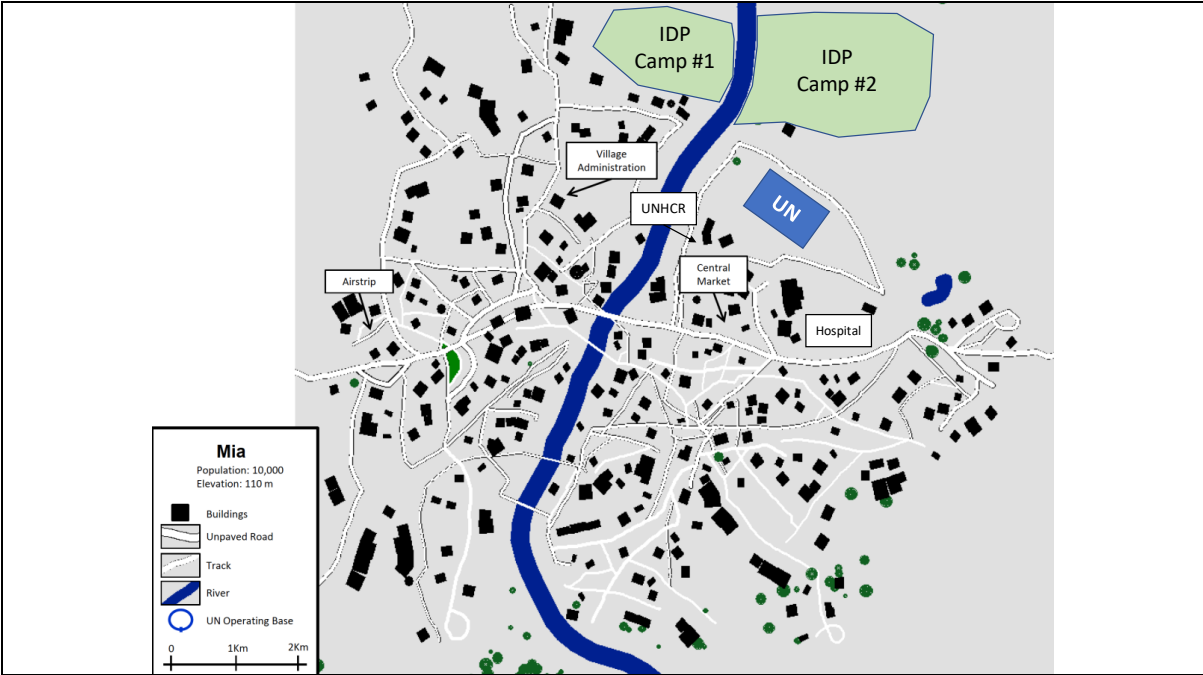 IDP
Camp #1
IDP
Camp #2
Village
Administration
UN
UNHCR
Central
Market
Airstrip
Hospital
Mia
Population: 10,000
Elevation: 110 m
Buildings
Unpaved Road
Track
River
UN Operating Base
0 1Km 2Km